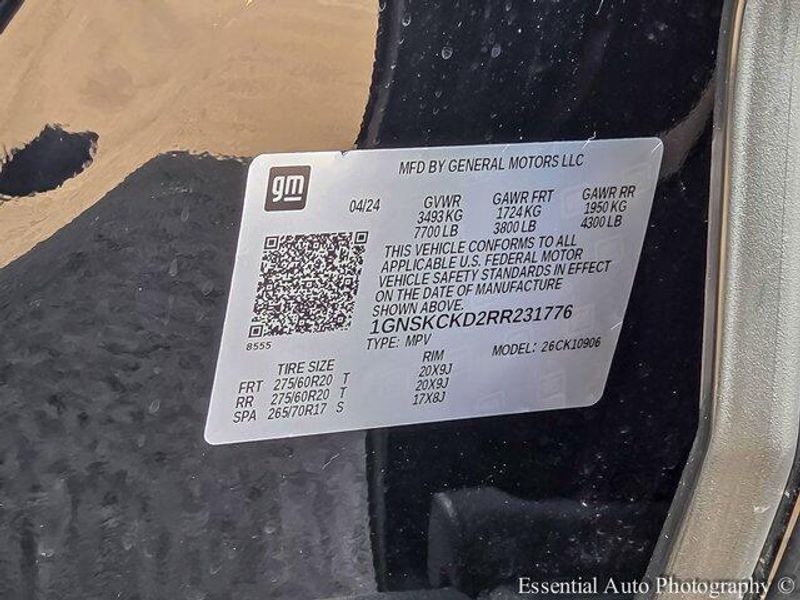 gm
MFD BY GENERAL MOTORS LLC
04/24
GVWR GAWR FRT GAWR RR
3493 KG 1724 KG 1950 KG
7700 LB 3800 LB 4300 LB
THIS VEHICLE CONFORMS TO ALL
APPLICABLE U.S. FEDERAL MOTOR
VEHICLE SAFETY STANDARDS IN EFFECT
ON THE DATE OF MANUFACTURE
SHOWN ABOVE.
1GNSKCKD2RR231776
8555
TYPE: MPV MODEL: 26CK10906
TIRE SIZE RIM
FRT 275/60R20 T 20X9J
RR 275/60R20 T 20X9J
SPA 265/70R17 S 17X8J
Essential Auto Photography ©